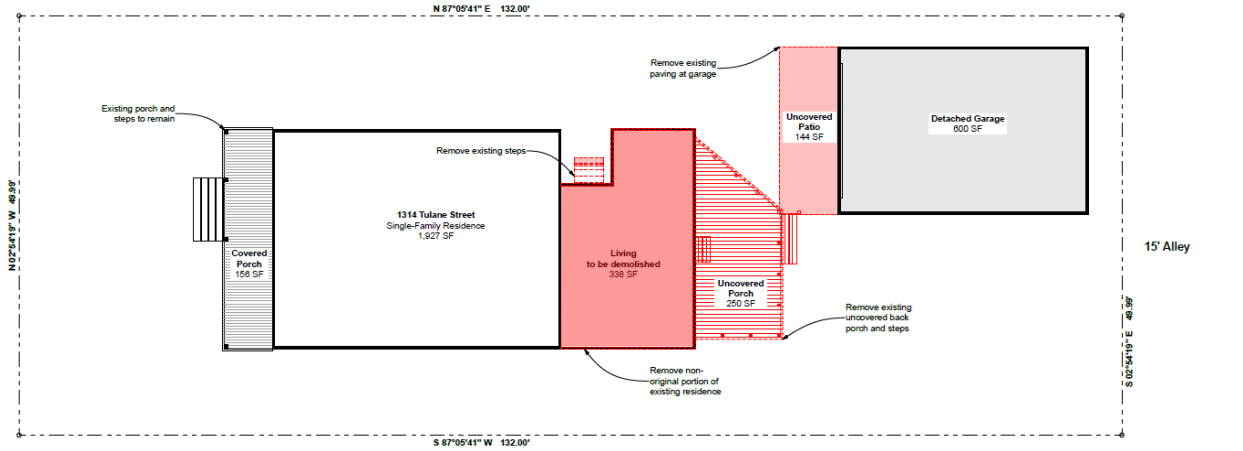 N 87°05'41" E 132.00'
Remove existing
paving at garage
Existing porch and
steps to remain
Uncovered
Patio
144 SF
Detached Garage
600 SF
Remove existing steps
N 02°54'19" W 49.99'
1314 Tulane Street
Single-Family Residence
1,927 SF
15' Alley
Covered
Porch
156 SF
Living
to be demolished
338 SF
Uncovered
Porch
250 SF
Remove existing
uncovered back
porch and steps
S 02°54'19" E 49.99'
Remove non-
original portion of
existing residence
S 87°05'41" W 132.00'